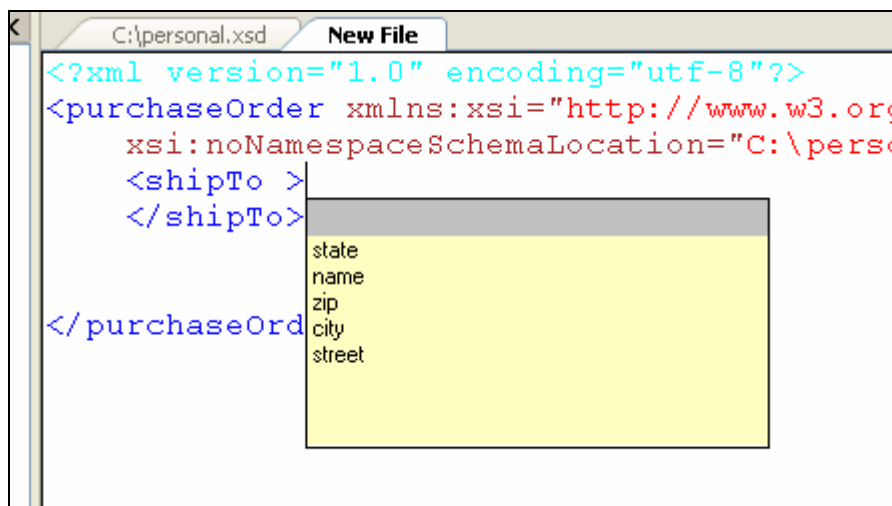 C:\personal.xsd New File
<?xml version="1.0" encoding="utf-8"?>
<purchaseOrder xmlns:xsi="http://www.w3.org
xsi:noNamespaceSchemaLocation="C:\perso
<shipTo >
</shipTo>
state
name
zip
</purchaseOrd city
street